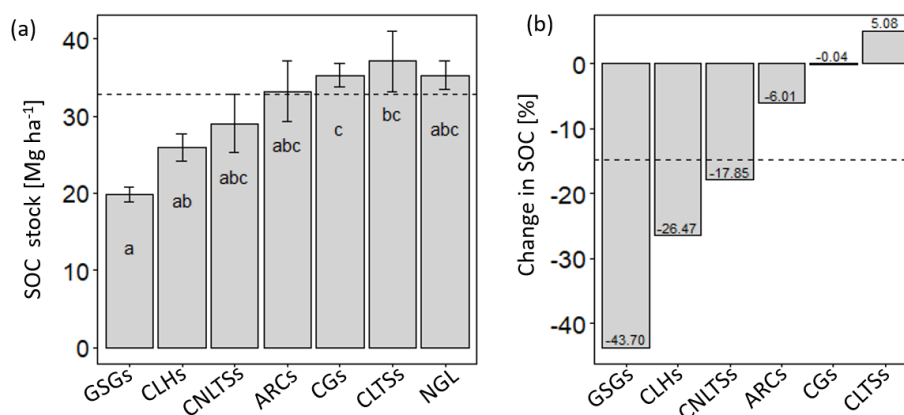 (a)
SOC stock [Mg ha⁻¹]
40
30
20
10
0
a
ab
abc
abc
c
bc
abc
GSGs
CLHs
CNLTSs
ARCs
CGs
CLTSs
NGL
(b)
Change in SOC [%]
0
-10
-20
-30
-40
-43.70
-26.47
-17.85
-6.01
-0.04
5.08
GSGs
CLHs
CNLTSs
ARCs
CGs
CLTSs